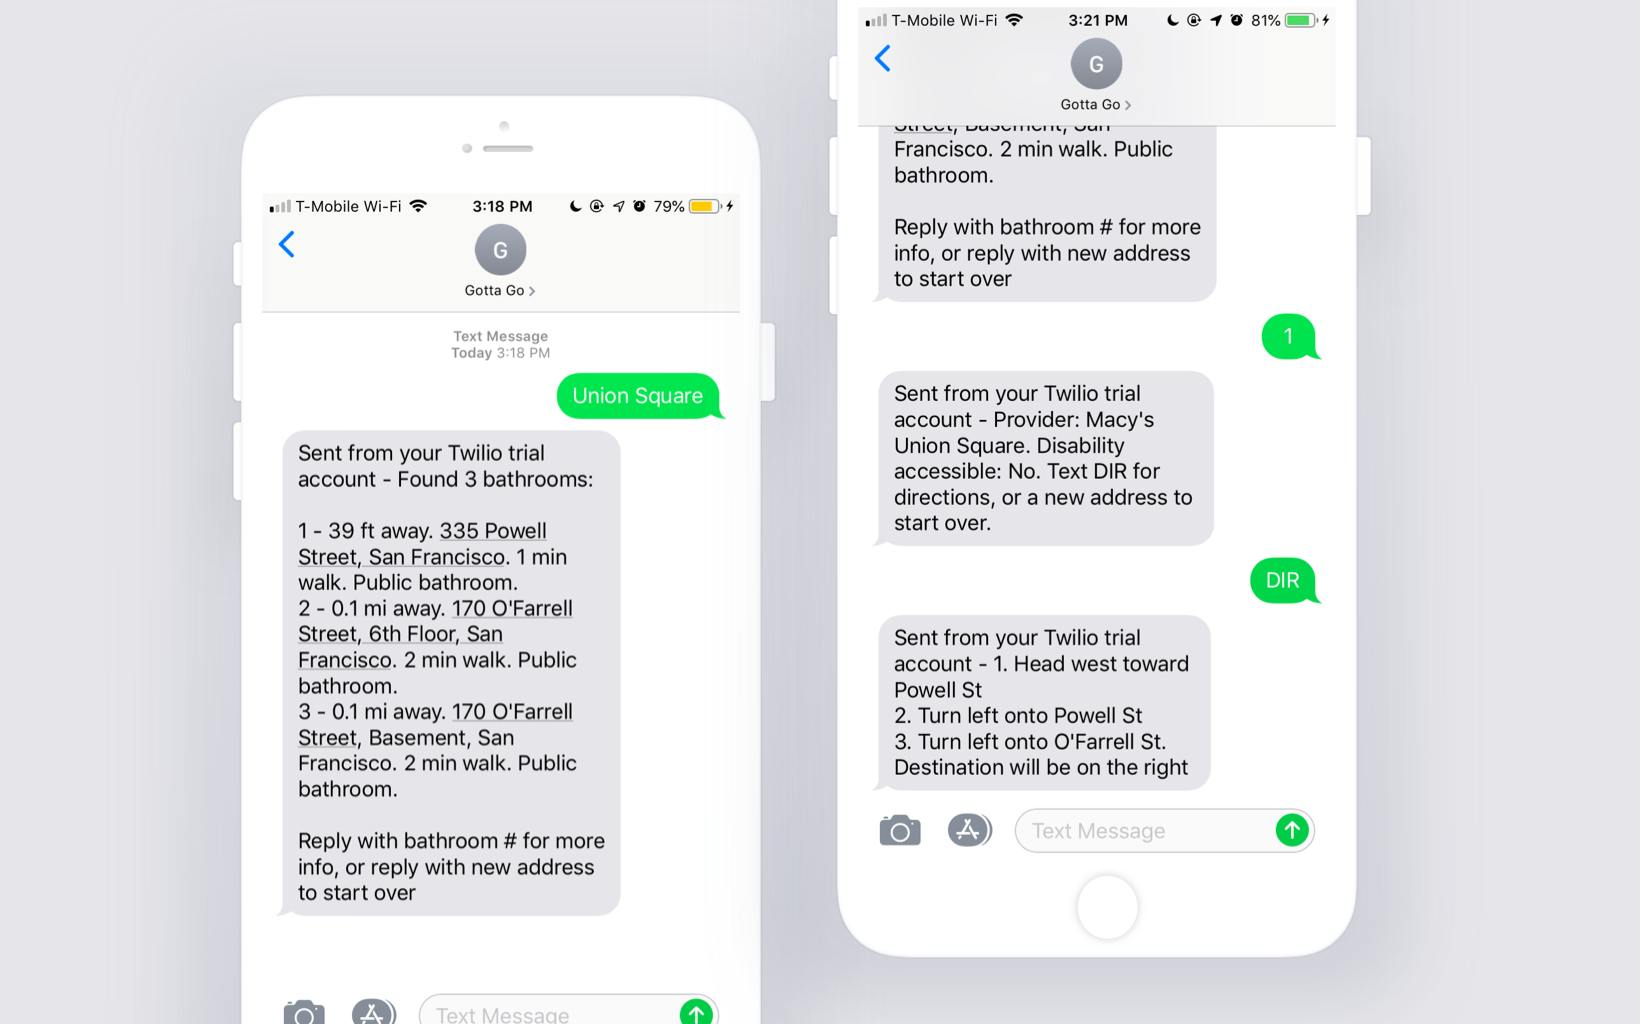 T-Mobile Wi-Fi 3:18 PM 79%
G
Gotta Go
Text Message
Today 3:18 PM
Union Square
Sent from your Twilio trial
account - Found 3 bathrooms:
1 - 39 ft away. 335 Powell
Street, San Francisco. 1 min
walk. Public bathroom.
2 - 0.1 mi away. 170 O'Farrell
Street, 6th Floor, San
Francisco. 2 min walk. Public
bathroom.
3 - 0.1 mi away. 170 O'Farrell
Street, Basement, San
Francisco. 2 min walk. Public
bathroom.
Reply with bathroom # for more
info, or reply with new address
to start over
Text Message
T-Mobile Wi-Fi 3:21 PM 81%
G
Gotta Go
Street, Basement, San
Francisco. 2 min walk. Public
bathroom.
Reply with bathroom # for more
info, or reply with new address
to start over
1
Sent from your Twilio trial
account - Provider: Macy's
Union Square. Disability
accessible: No. Text DIR for
directions, or a new address to
start over.
DIR
Sent from your Twilio trial
account - 1. Head west toward
Powell St
2. Turn left onto Powell St
3. Turn left onto O'Farrell St.
Destination will be on the right
Text Message